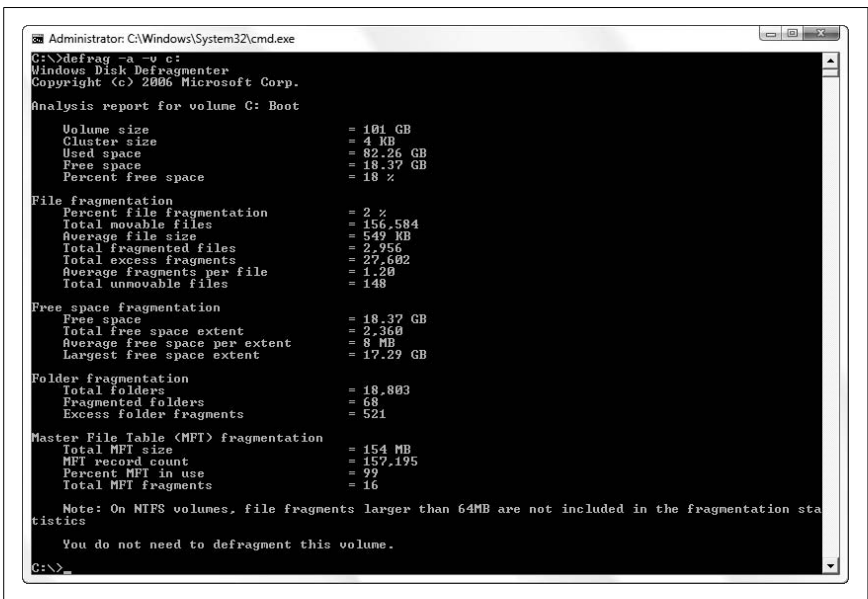 Administrator: C:\Windows\System32\cmd.exe
C:\>defrag -a -v c:
Windows Disk Defragmenter
Copyright (c) 2006 Microsoft Corp.
Analysis report for volume C: Boot
Volume size = 101 GB
Cluster size = 4 KB
Used space = 82.26 GB
Free space = 18.37 GB
Percent free space = 18 %
File fragmentation
Percent file fragmentation = 2 %
Total movable files = 156,584
Average file size = 549 KB
Total fragmented files = 2,956
Total excess fragments = 27,602
Average fragments per file = 1.20
Total unmovable files = 148
Free space fragmentation
Free space = 18.37 GB
Total free space extent = 2,360
Average free space per extent = 8 MB
Largest free space extent = 17.29 GB
Folder fragmentation
Total folders = 18,803
Fragmented folders = 68
Excess folder fragments = 521
Master File Table (MFT) fragmentation
Total MFT size = 154 MB
MFT record count = 157,195
Percent MFT in use = 99
Total MFT fragments = 16
Note: On NTFS volumes, file fragments larger than 64MB are not included in the fragmentation sta
tistics
You do not need to defragment this volume.
C:\>_